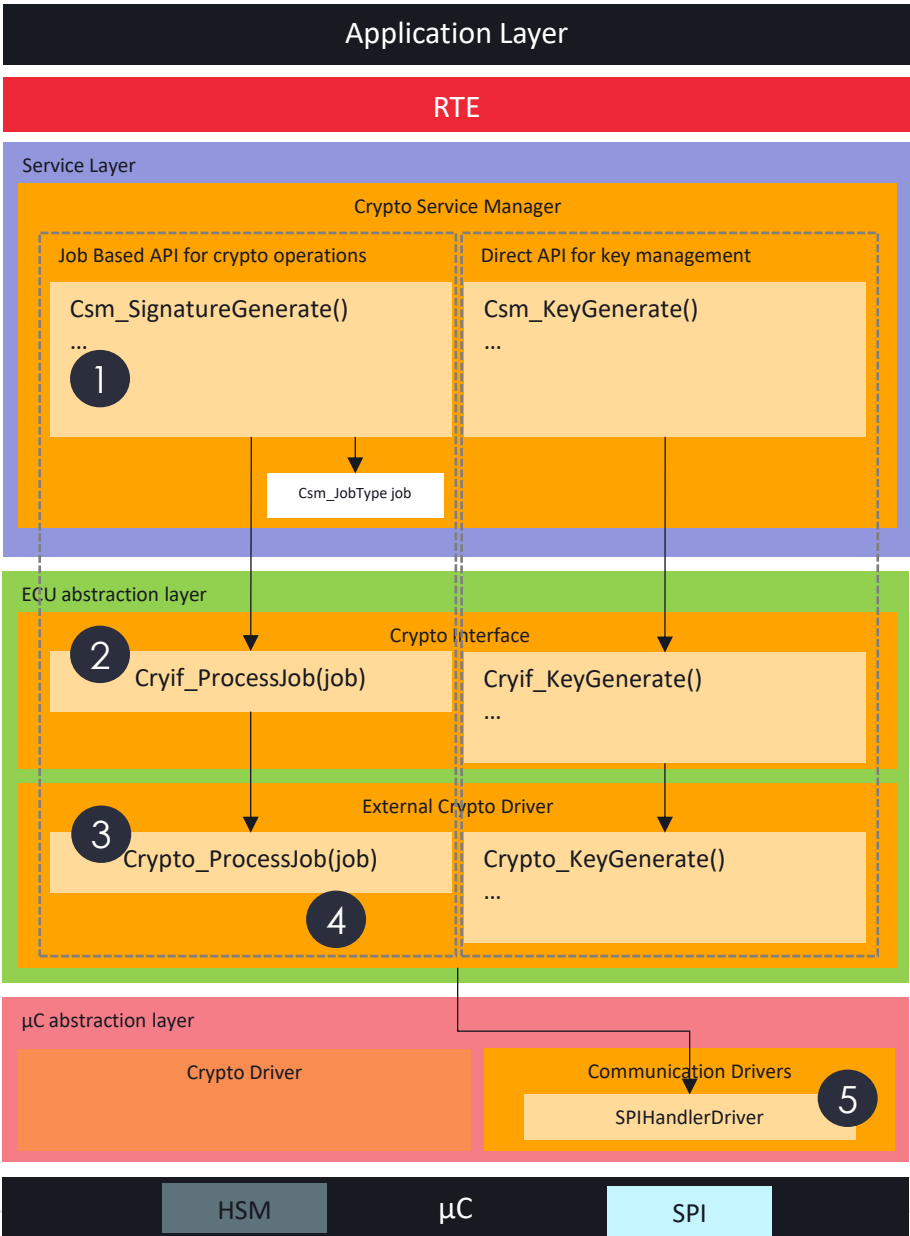 Application Layer
RTE
Service Layer
Crypto Service Manager
Job Based API for crypto operations
Direct API for key management
Csm_SignatureGenerate()
...
1
Csm_KeyGenerate()
...
Csm_JobType job
ECU abstraction layer
Crypto Interface
2
Cryif_ProcessJob(job)
Cryif_KeyGenerate()
...
External Crypto Driver
3
Crypto_ProcessJob(job)
4
Crypto_KeyGenerate()
...
µC abstraction layer
Crypto Driver
Communication Drivers
5
SPIHandlerDriver
HSM
µC
SPI